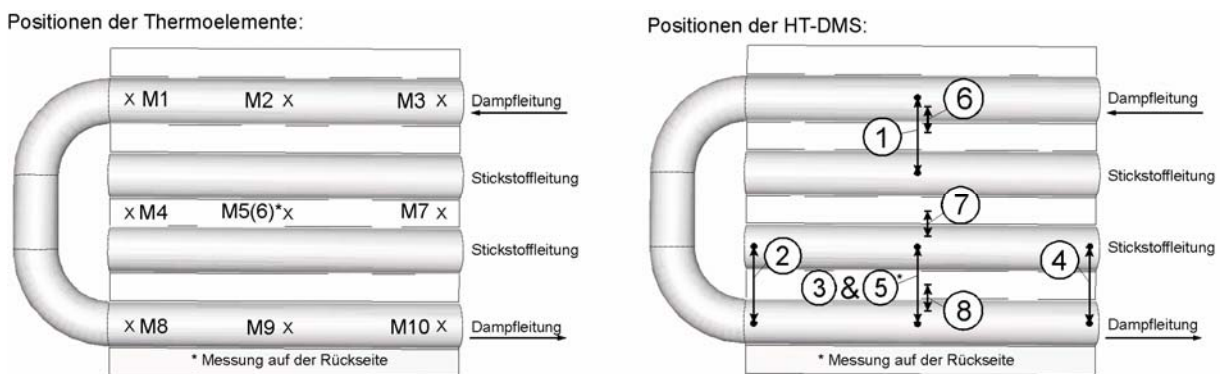 Positionen der Thermoelemente:
× M1 M2 × M3 × Dampfleitung
Stickstoffleitung
× M4 M5(6)*× M7 ×
Stickstoffleitung
× M8 M9 × M10 × Dampfleitung
* Messung auf der Rückseite
Positionen der HT-DMS:
6 Dampfleitung
1
Stickstoffleitung
7
2 Stickstoffleitung
3 & 5* 4
8
Dampfleitung
* Messung auf der Rückseite